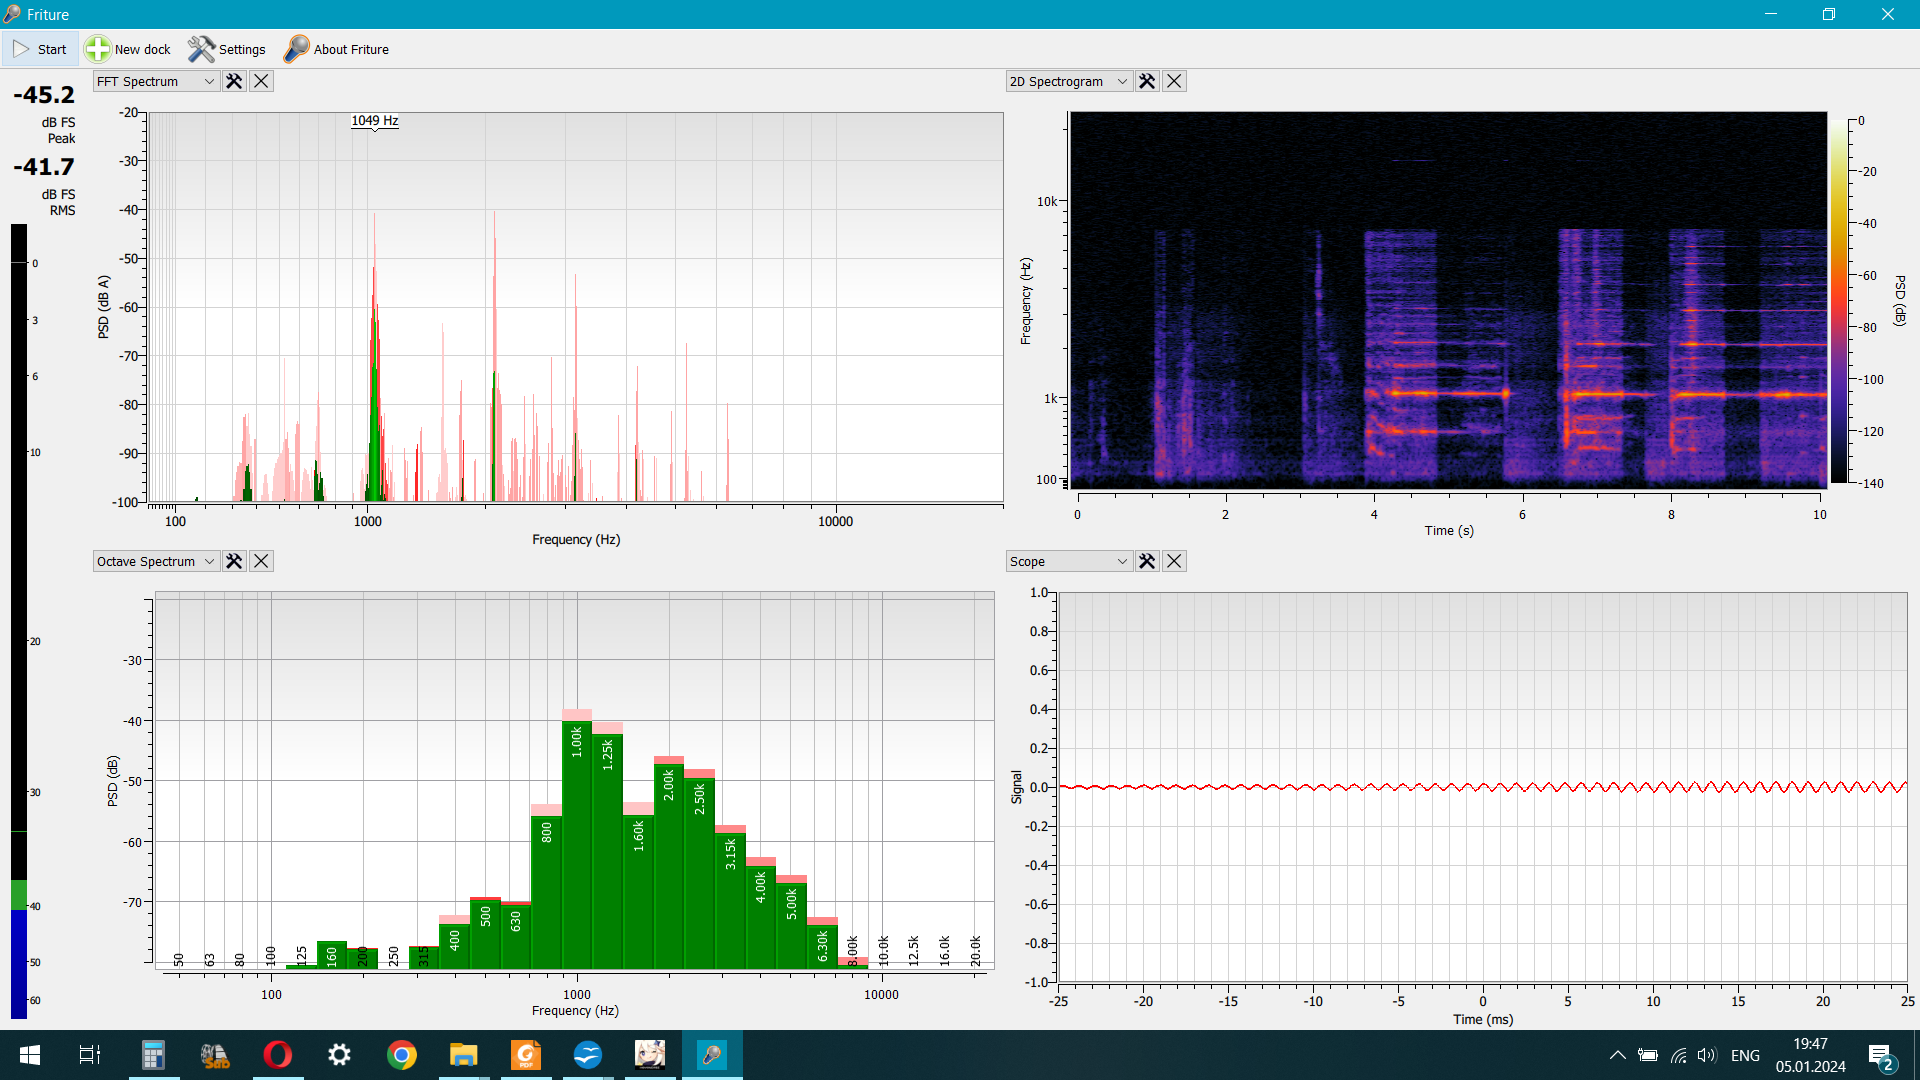 Friture
Start New dock Settings About Friture
-45.2
dB FS
Peak
-41.7
dB FS
RMS
0
3
6
10
20
30
40
50
60
FFT Spectrum
1049 Hz
PSD (dB A)
-20
-30
-40
-50
-60
-70
-80
-90
-100
100 1000 10000
Frequency (Hz)
2D Spectrogram
Frequency (Hz)
10k
1k
100
0 2 4 6 8 10
Time (s)
0
-20
-40
-60
-80
-100
-120
-140
PSD (dB)
Octave Spectrum
PSD (dB)
-30
-40
-50
-60
-70
50 63 80 100 125 160 200 250 315 400 500 630 800 1.00k 1.25k 1.60k 2.00k 2.50k 3.15k 4.00k 5.00k 6.30k 8.00k 10.0k 12.5k 16.0k 20.0k
100 1000 10000
Frequency (Hz)
Scope
Signal
1.0
0.8
0.6
0.4
0.2
0.0
-0.2
-0.4
-0.6
-0.8
-1.0
-25 -20 -15 -10 -5 0 5 10 15 20 25
Time (ms)
PDF
ENG
19:47
05.01.2024
2